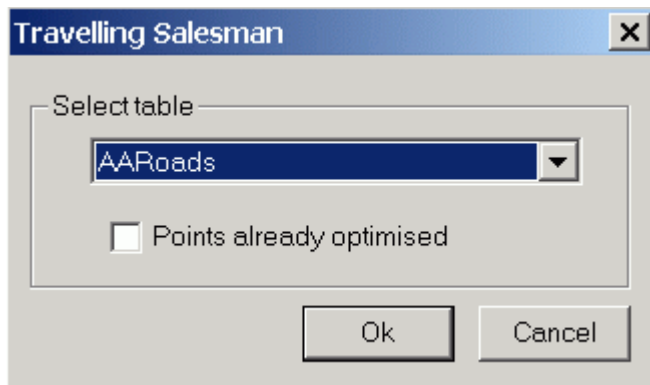 Travelling Salesman
Select table
AARoads
Points already optimised
Ok Cancel